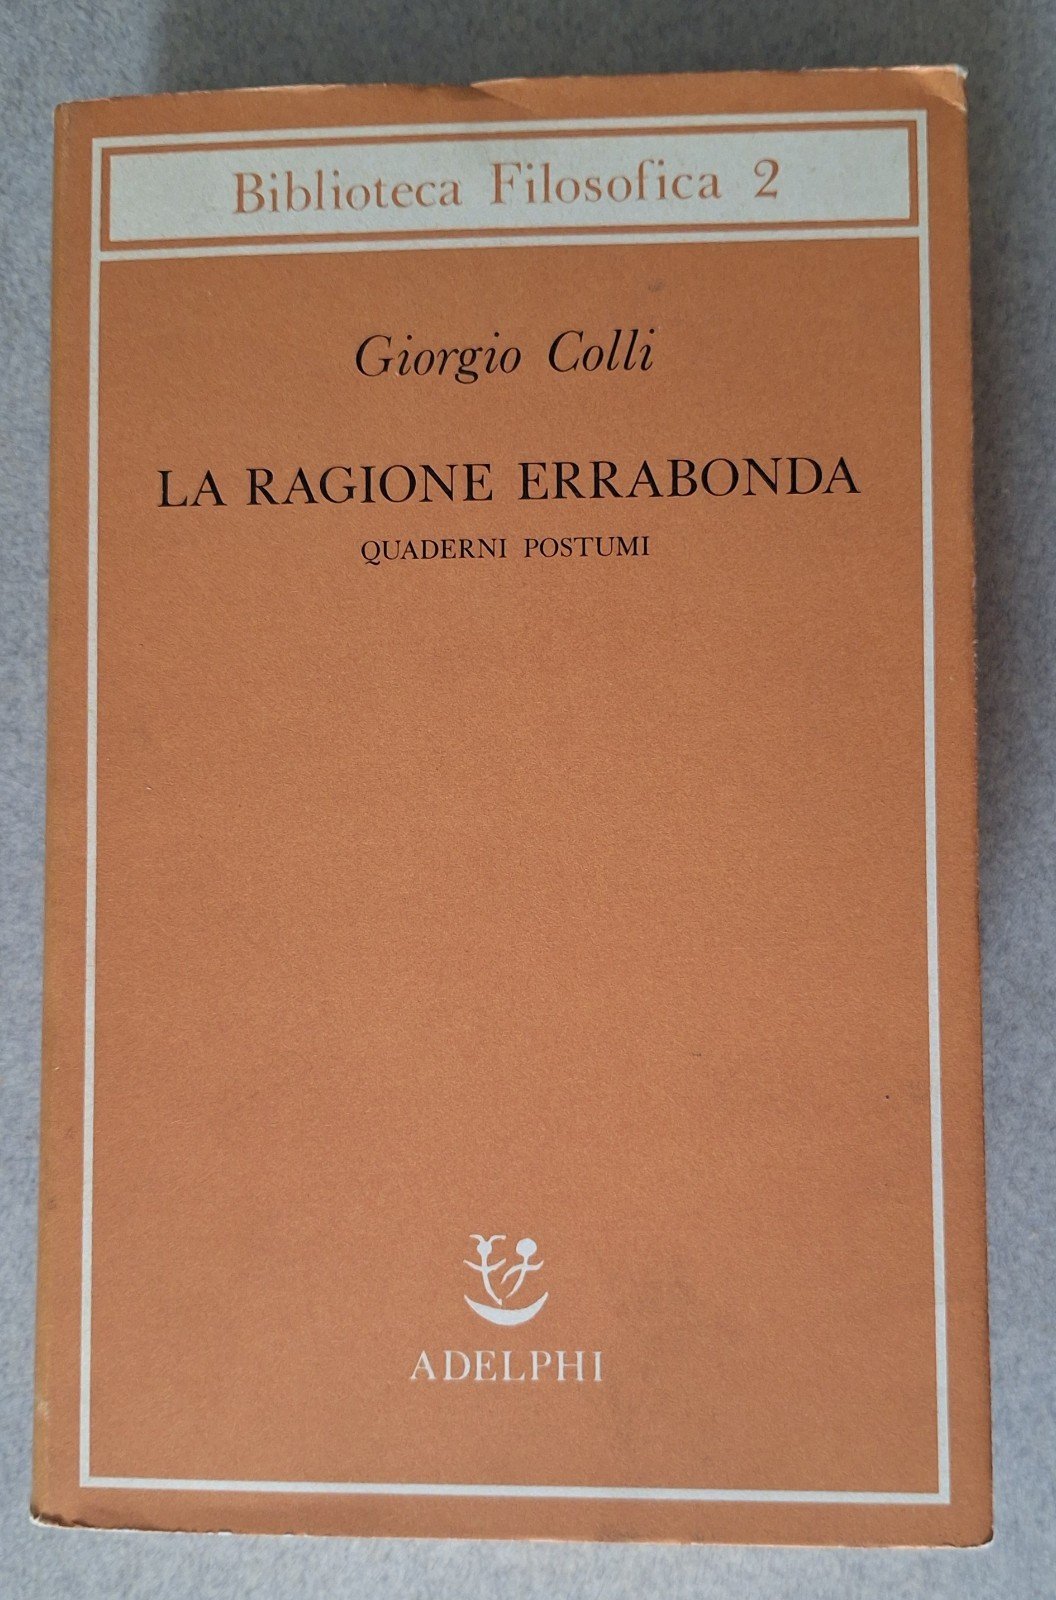 Biblioteca Filosofica 2
Giorgio Colli
LA RAGIONE ERRABONDA
QUADERNI POSTUMI
ADELPHI